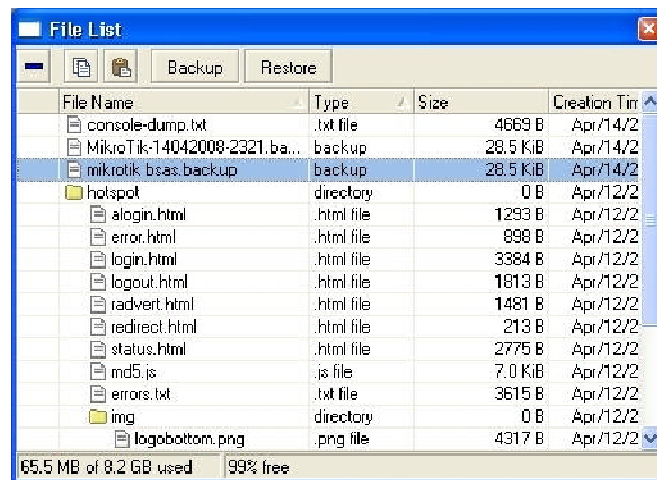 File List
Backup Restore
File Name Type Size Creation Tim
console-dump.txt .txt file 4669 B Apr/14/2
MikroTik-14042008-2321.ba... backup 28.5 KiB Apr/14/2
mikrotik bsas.backup backup 28.5 KiB Apr/14/2
hotspot directory 0 B Apr/12/2
alogin.html .html file 1293 B Apr/12/2
error.html .html file 898 B Apr/12/2
login.html .html file 3384 B Apr/12/2
logout.html .html file 1813 B Apr/12/2
radvert.html .html file 1481 B Apr/12/2
redirect.html .html file 213 B Apr/12/2
status.html .html file 2775 B Apr/12/2
md5.js .js file 7.0 KiB Apr/12/2
errors.txt .txt file 3615 B Apr/12/2
img directory 0 B Apr/12/2
logobottom.png .png file 4317 B Apr/12/2
65.5 MB of 8.2 GB used 99% free